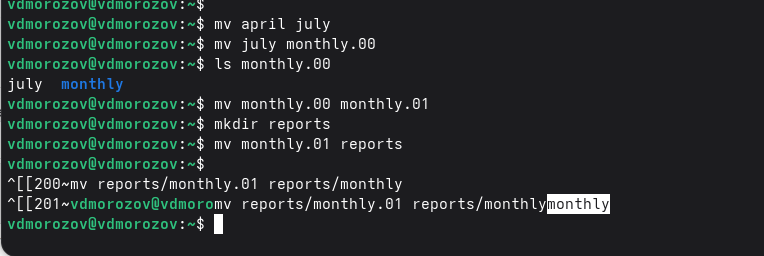 vdmorozov@vdmorozov:~$
vdmorozov@vdmorozov:~$ mv april july
vdmorozov@vdmorozov:~$ mv july monthly.00
vdmorozov@vdmorozov:~$ ls monthly.00
july  monthly
vdmorozov@vdmorozov:~$ mv monthly.00 monthly.01
vdmorozov@vdmorozov:~$ mkdir reports
vdmorozov@vdmorozov:~$ mv monthly.01 reports
vdmorozov@vdmorozov:~$
^[[200~mv reports/monthly.01 reports/monthly
^[[201~vdmorozov@vdmoromv reports/monthly.01 reports/monthlymonthly
vdmorozov@vdmorozov:~$